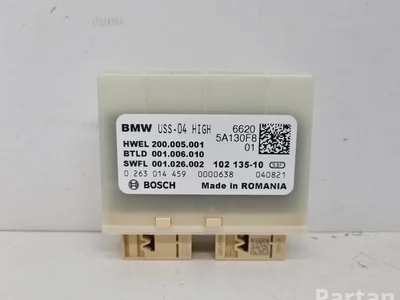 BMW USS-04 HIGH 6620
5A130F8
01
HWEL 200.005.001
BTLD 001.006.010
SWFL 001.026.002 102 135-10
0 263 014 459 0000638 040821
BOSCH Made in ROMANIA
Partan